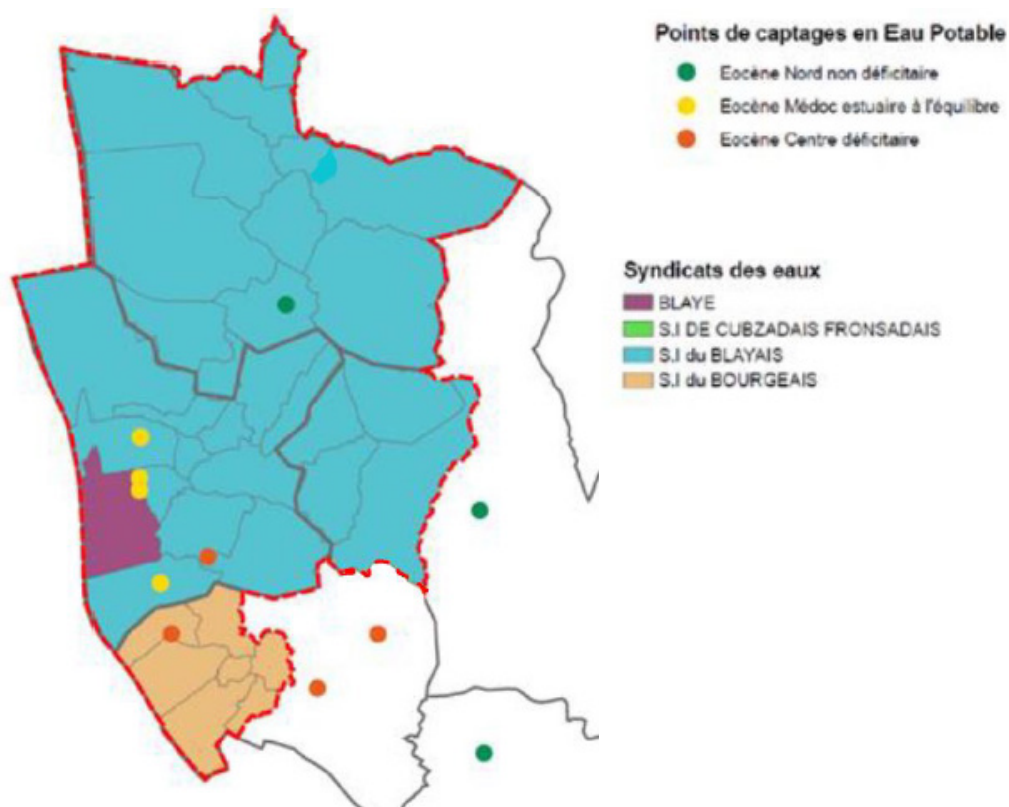 Points de captages en Eau Potable
Eocène Nord non déficitaire
Eocène Médoc estuaire à l'équilibre
Eocène Centre déficitaire
Syndicats des eaux
BLAYE
S.I DE CUBZADAIS FRONSADAIS
S.I du BLAYAIS
S.I du BOURGEAIS